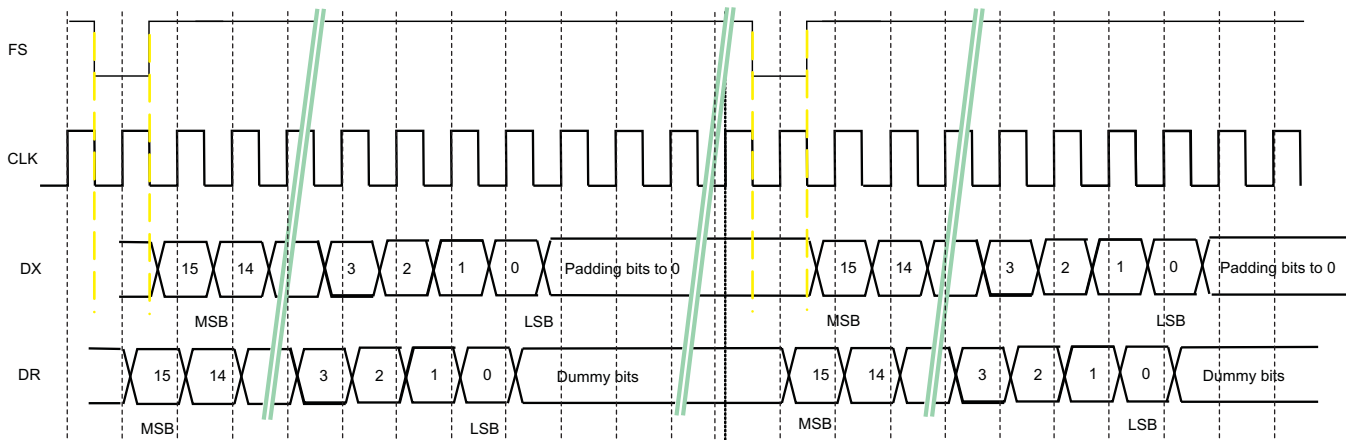 FS
CLK
DX 15 14 3 2 1 0 Padding bits to 0 15 14 3 2 1 0 Padding bits to 0
MSB LSB MSB LSB
DR 15 14 3 2 1 0 Dummy bits 15 14 3 2 1 0 Dummy bits
MSB LSB MSB LSB